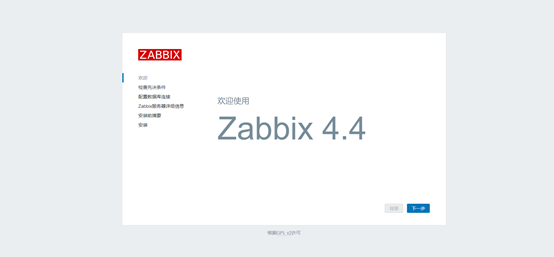 ZABBIX
欢迎
检查先决条件
配置数据库连接
Zabbix服务器详细信息
安装前摘要
安装
欢迎使用
Zabbix 4.4
返回
下一步
根据GPL v2许可